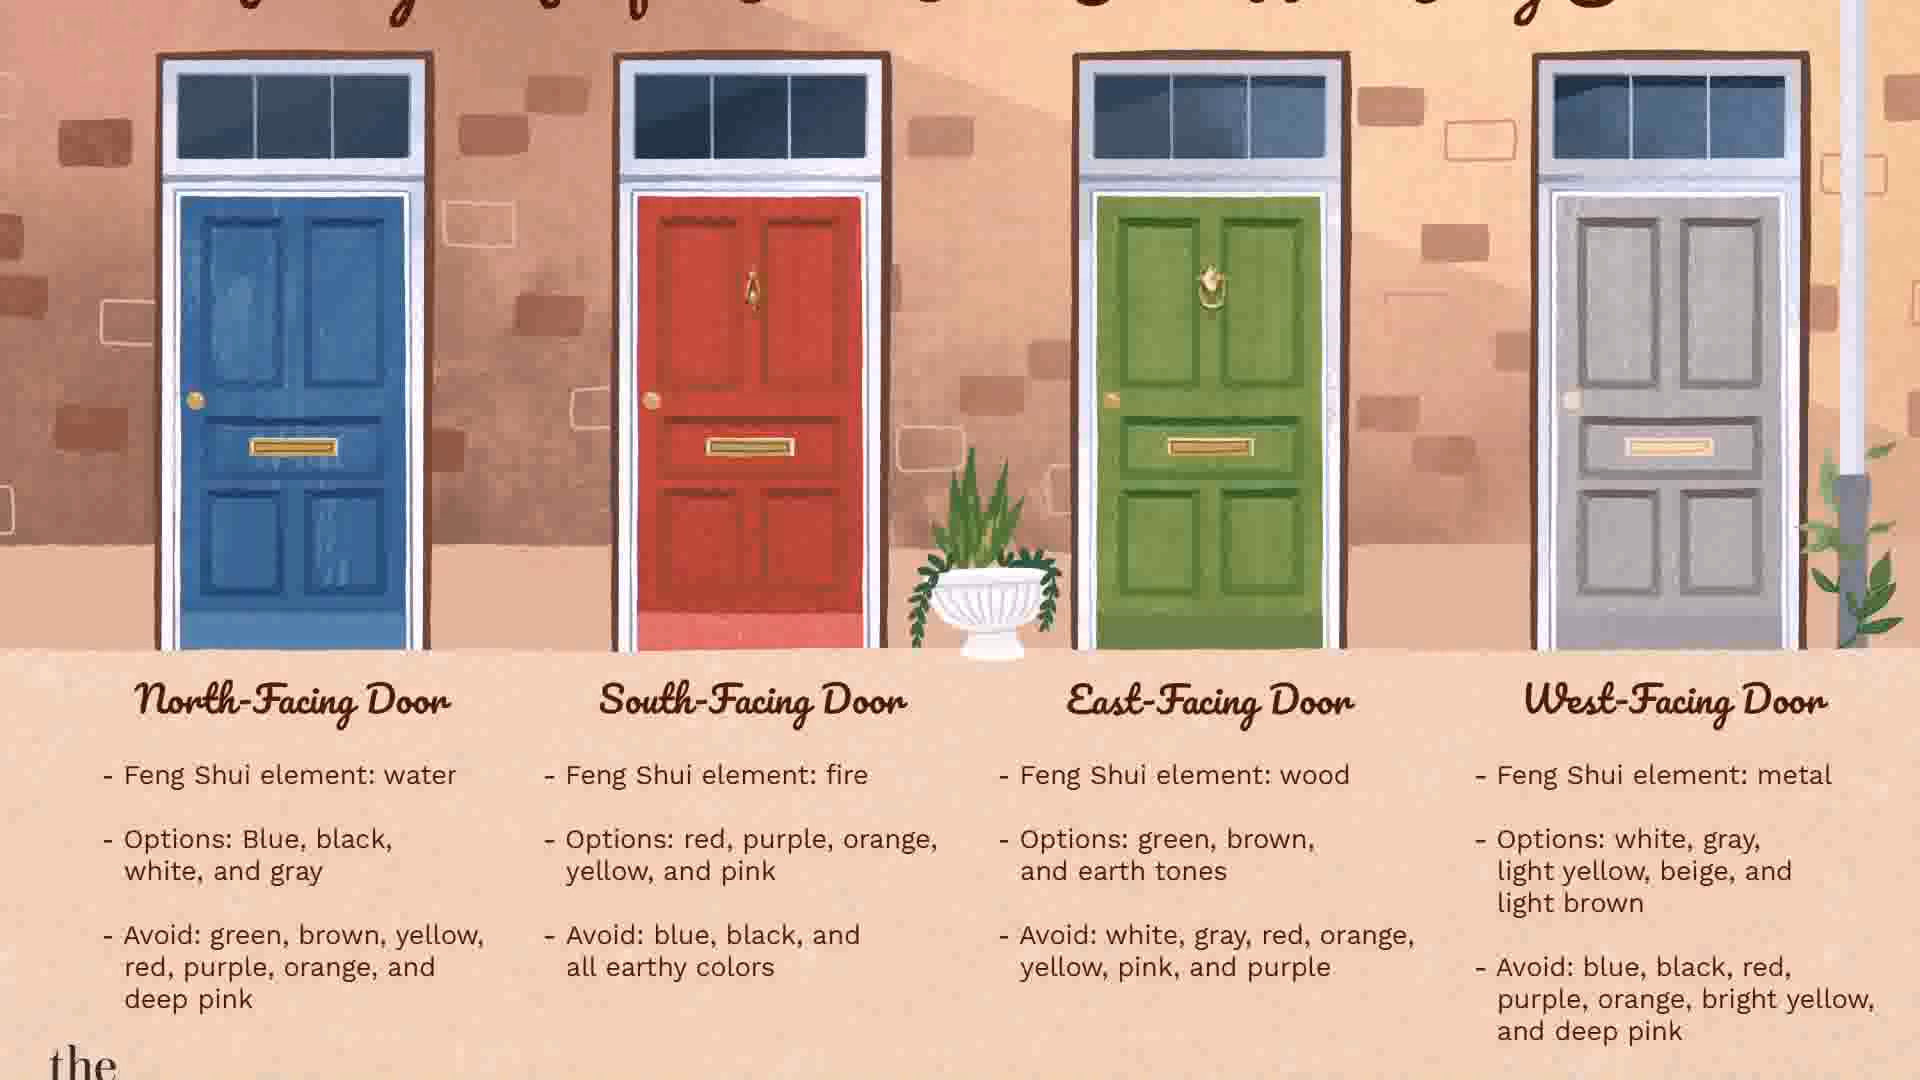 North-Facing Door
- Feng Shui element: water
- Options: Blue, black,
white, and gray
- Avoid: green, brown, yellow,
red, purple, orange, and
deep pink
South-Facing Door
- Feng Shui element: fire
- Options: red, purple, orange,
yellow, and pink
- Avoid: blue, black, and
all earthy colors
East-Facing Door
- Feng Shui element: wood
- Options: green, brown,
and earth tones
- Avoid: white, gray, red, orange,
yellow, pink, and purple
West-Facing Door
- Feng Shui element: metal
- Options: white, gray,
light yellow, beige, and
light brown
- Avoid: blue, black, red,
purple, orange, bright yellow,
and deep pink
the